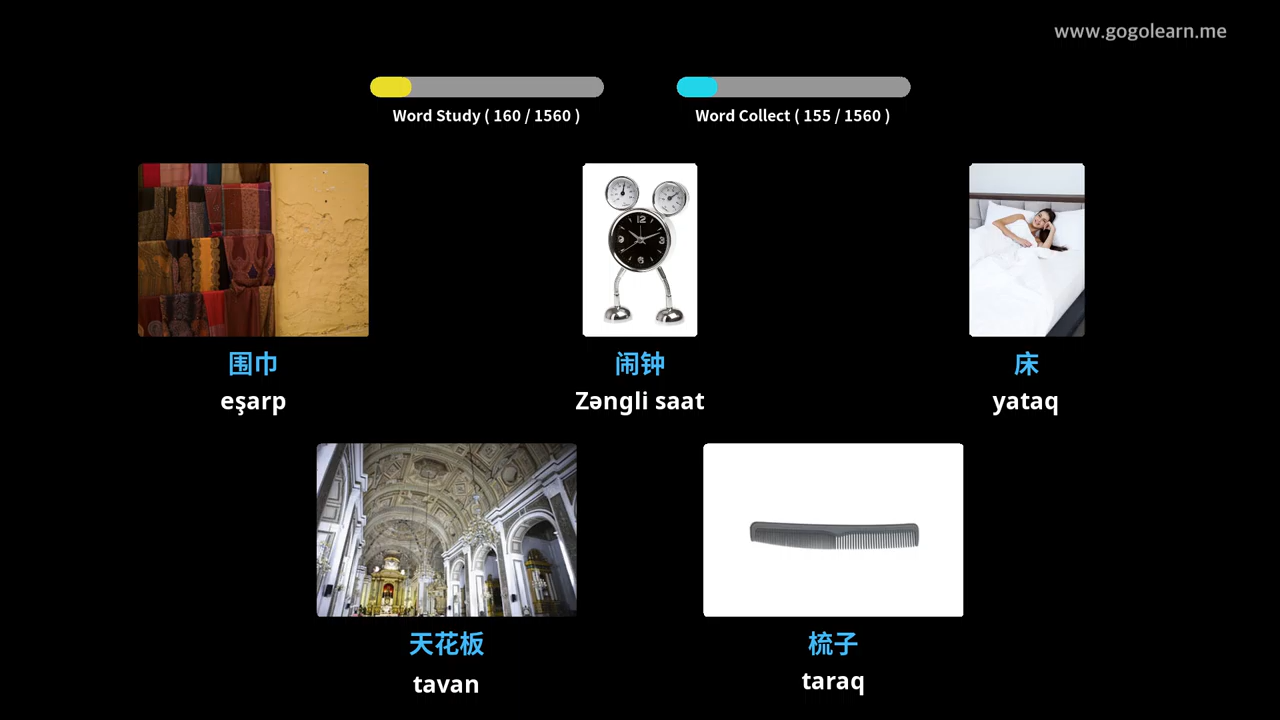 www.gogolearn.me
Word Study ( 160 / 1560 )
Word Collect ( 155 / 1560 )
围巾
eşarp
闹钟
Zəngli saat
床
yataq
天花板
tavan
梳子
taraq